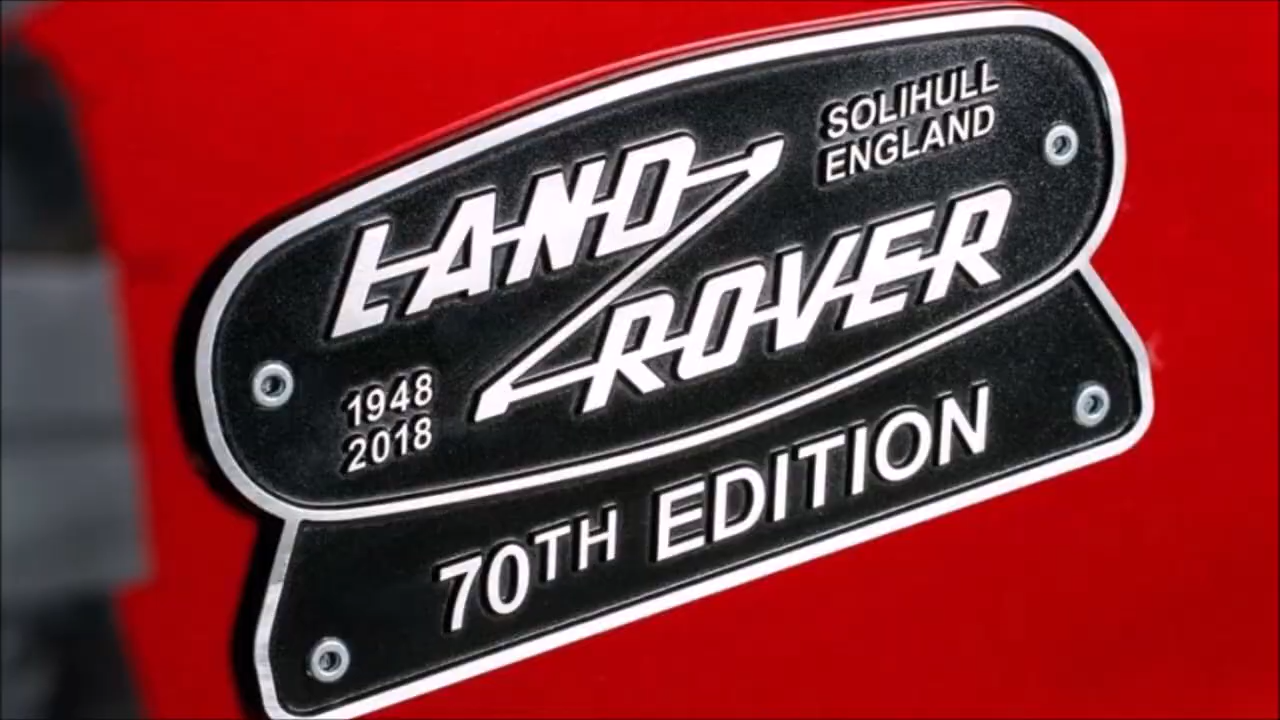 SOLIHULL
ENGLAND
LAND
ROVER
1948
2018
70TH EDITION